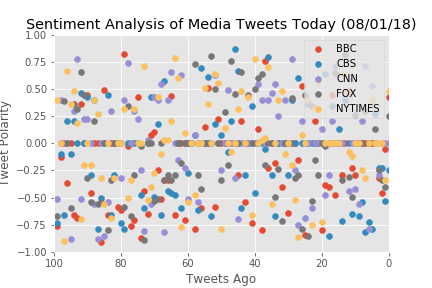 Sentiment Analysis of Media Tweets Today (08/01/18)
1.00
0.75
0.50
0.25
0.00
−0.25
−0.50
−0.75
−1.00
Tweet Polarity
BBC
CBS
CNN
FOX
NYTIMES
100 80 60 40 20 0
Tweets Ago